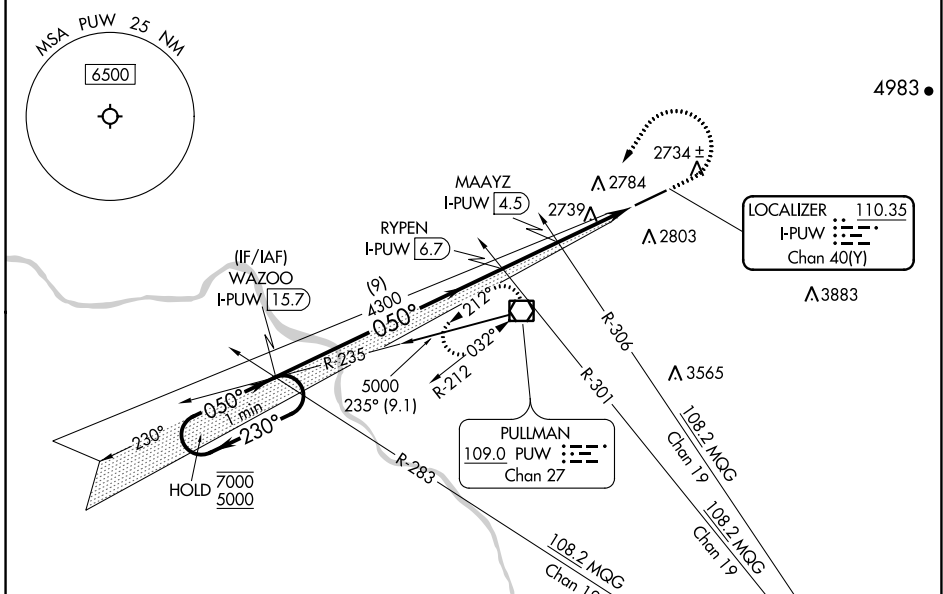 MSA PUW 25 NM
6500
4983
2734 ±
MAAYZ
I-PUW 4.5
2784
2739
LOCALIZER 110.35
I-PUW
Chan 40(Y)
RYPEN
I-PUW 6.7
2803
(IF/IAF)
WAZOO
I-PUW 15.7
(9)
4300
050°
3883
212°
032°
R-235
R-212
R-306
R-301
5000
235° (9.1)
3565
050°
1 min
230°
230°
HOLD 7000
5000
PULLMAN
109.0 PUW
Chan 27
R-283
108.2 MQG
Chan 19
108.2 MQG
Chan 19
108.2 MQG